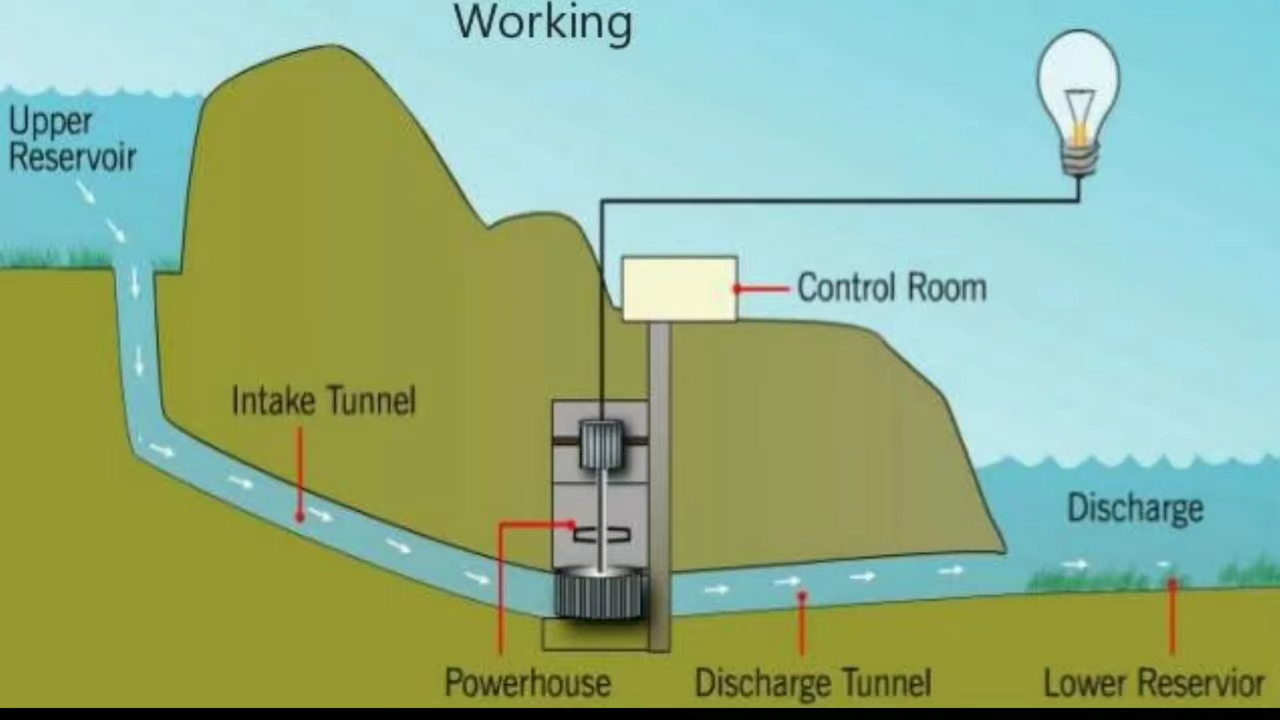 Working
Upper
Reservoir
Control Room
Intake Tunnel
Discharge
Powerhouse
Discharge Tunnel
Lower Reservior